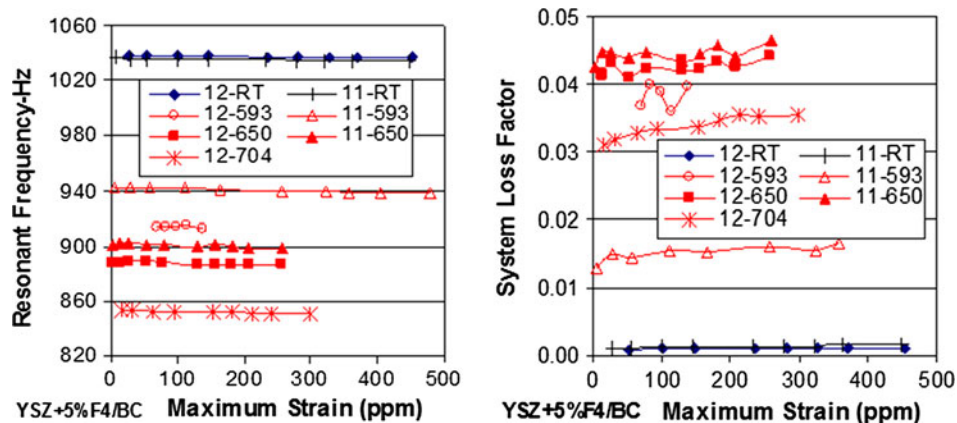 Resonant Frequency-Hz
1060
1020
980
940
900
860
820
12-RT 11-RT
12-593 11-593
12-650 11-650
12-704
0 100 200 300 400 500
YSZ+5%F4/BC Maximum Strain (ppm)
System Loss Factor
0.05
0.04
0.03
0.02
0.01
0.00
12-RT 11-RT
12-593 11-593
12-650 11-650
12-704
0 100 200 300 400 500
YSZ+5%F4/BC Maximum Strain (ppm)